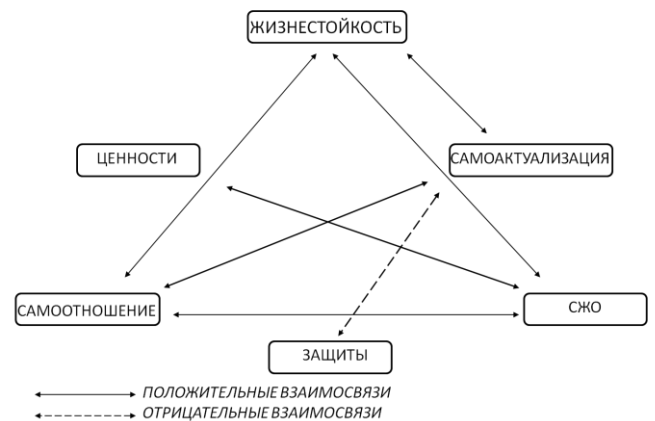 ЖИЗНЕСТОЙКОСТЬ
ЦЕННОСТИ
САМОАКТУАЛИЗАЦИЯ
САМООТНОШЕНИЕ
СЖО
ЗАЩИТЫ
ПОЛОЖИТЕЛЬНЫЕ ВЗАИМОСВЯЗИ
ОТРИЦАТЕЛЬНЫЕ ВЗАИМОСВЯЗИ